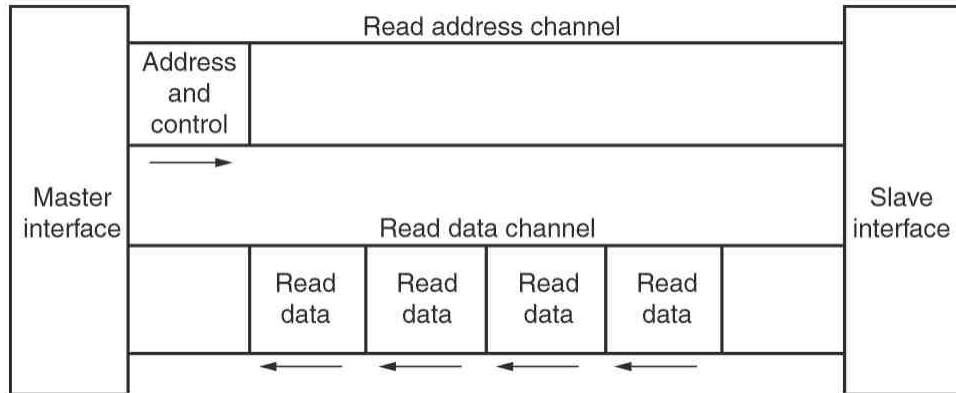 Read address channel
Address
and
control
Master
interface
Slave
interface
Read data channel
Read
data
Read
data
Read
data
Read
data